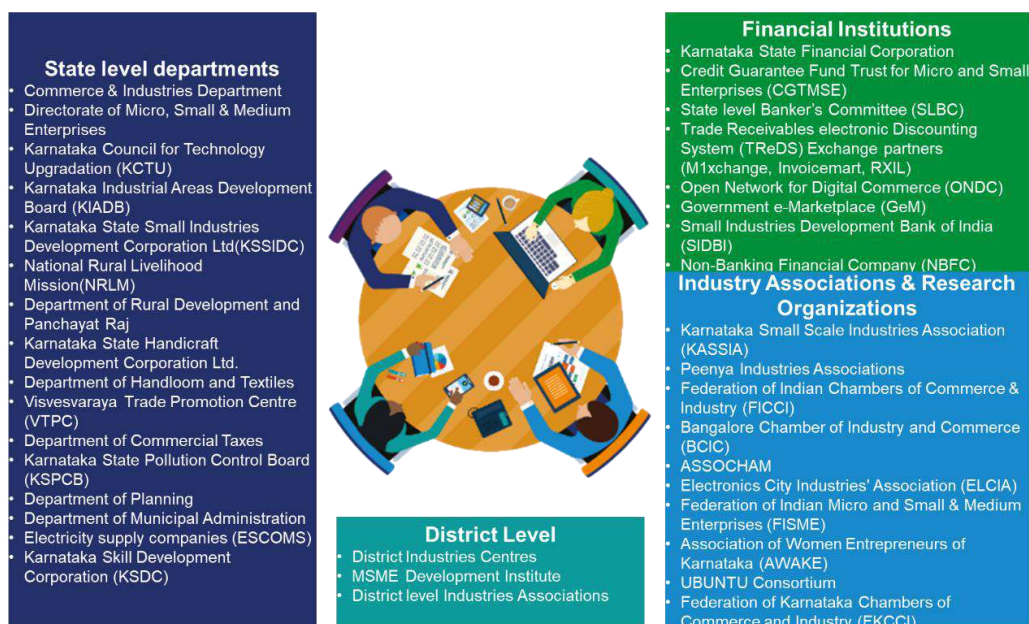 State level departments
• Commerce & Industries Department
• Directorate of Micro, Small & Medium
Enterprises
• Karnataka Council for Technology
Upgradation (KCTU)
• Karnataka Industrial Areas Development
Board (KIADB)
• Karnataka State Small Industries
Development Corporation Ltd(KSSIDC)
• National Rural Livelihood
Mission(NRLM)
• Department of Rural Development and
Panchayat Raj
• Karnataka State Handicraft
Development Corporation Ltd.
• Department of Handloom and Textiles
• Visvesvaraya Trade Promotion Centre
(VTPC)
• Department of Commercial Taxes
• Karnataka State Pollution Control Board
(KSPCB)
• Department of Planning
• Department of Municipal Administration
• Electricity supply companies (ESCOMS)
• Karnataka Skill Development
Corporation (KSDC)
District Level
• District Industries Centres
• MSME Development Institute
• District level Industries Associations
Financial Institutions
• Karnataka State Financial Corporation
• Credit Guarantee Fund Trust for Micro and Small
Enterprises (CGTMSE)
• State level Banker's Committee (SLBC)
• Trade Receivables electronic Discounting
System (TReDS) Exchange partners
(M1xchange, Invoicemart, RXIL)
• Open Network for Digital Commerce (ONDC)
• Government e-Marketplace (GeM)
• Small Industries Development Bank of India
(SIDBI)
• Non-Banking Financial Company (NBFC)
Industry Associations & Research
Organizations
• Karnataka Small Scale Industries Association
(KASSIA)
• Peenya Industries Associations
• Federation of Indian Chambers of Commerce &
Industry (FICCI)
• Bangalore Chamber of Industry and Commerce
(BCIC)
• ASSOCHAM
• Electronics City Industries' Association (ELCIA)
• Federation of Indian Micro and Small & Medium
Enterprises (FISME)
• Association of Women Entrepreneurs of
Karnataka (AWAKE)
• UBUNTU Consortium
• Federation of Karnataka Chambers of
Commerce and Industry (FKCCI)